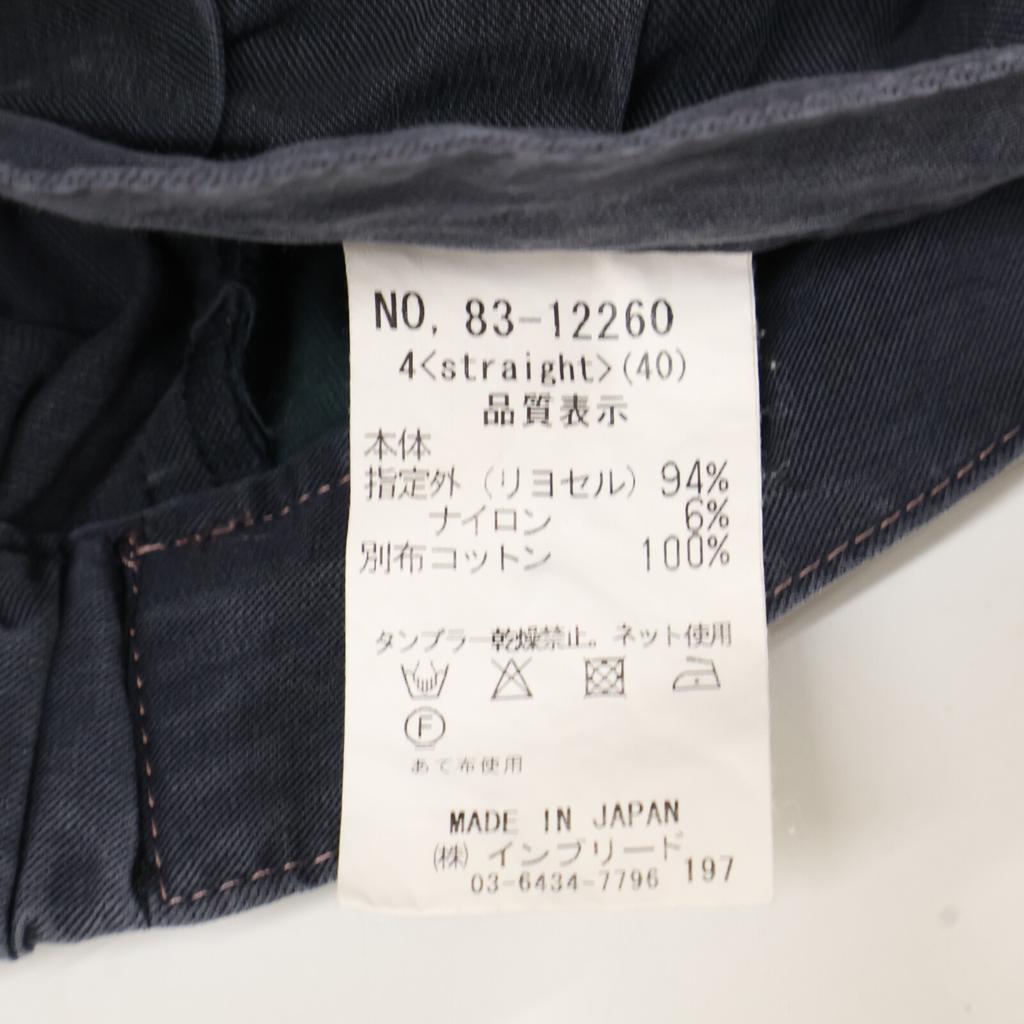 NO. 83-12260
4<straight>(40)
品質表示
本体
指定外（リヨセル）94%
ナイロン 6%
別布コットン 100%
タンブラー乾燥禁止。ネット使用
F
あて布使用
MADE IN JAPAN
㈱ インブリード 197
03-6434-7796